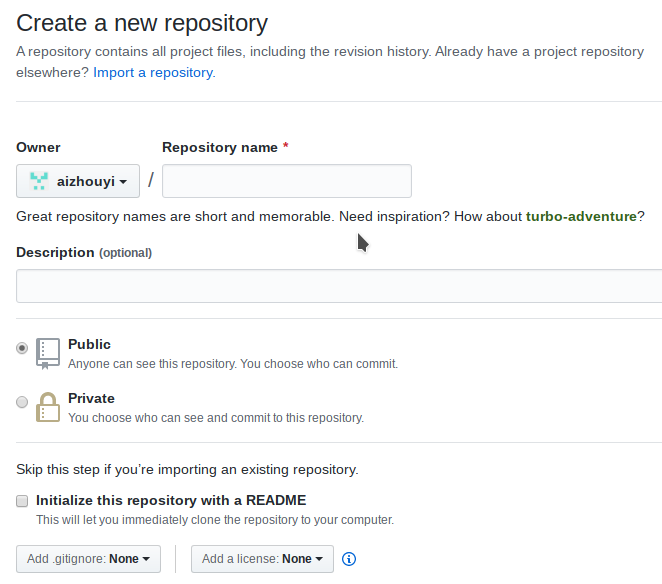 Create a new repository
A repository contains all project files, including the revision history. Already have a project repository
elsewhere? Import a repository.
Owner
Repository name *
aizhouyi
/
Great repository names are short and memorable. Need inspiration? How about turbo-adventure?
Description (optional)
Public
Anyone can see this repository. You choose who can commit.
Private
You choose who can see and commit to this repository.
Skip this step if you’re importing an existing repository.
Initialize this repository with a README
This will let you immediately clone the repository to your computer.
Add .gitignore: None
Add a license: None